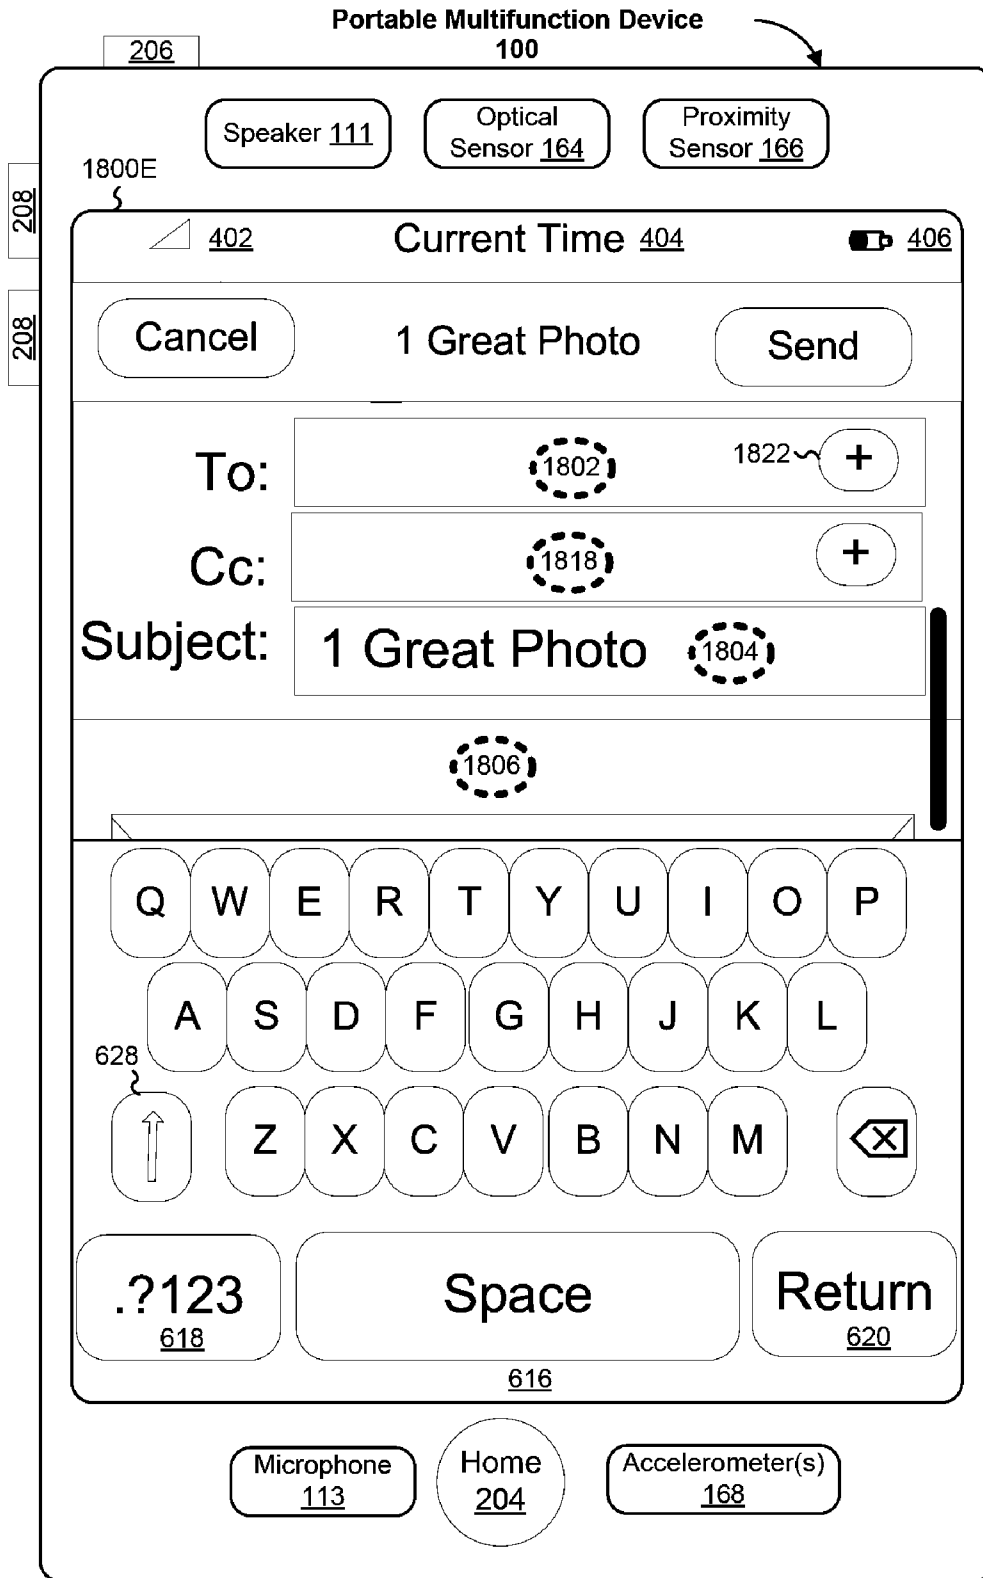 Portable Multifunction Device
100
206
Speaker 111
Optical
Sensor 164
Proximity
Sensor 166
1800E
208
208
402
Current Time 404
406
Cancel
1 Great Photo
Send
To:
1802
1822
+
Cc:
1818
+
Subject:
1 Great Photo
1804
1806
Q W E R T Y U I O P
A S D F G H J K L
628
Z X C V B N M
.?123
618
Space
Return
620
616
Microphone
113
Home
204
Accelerometer(s)
168